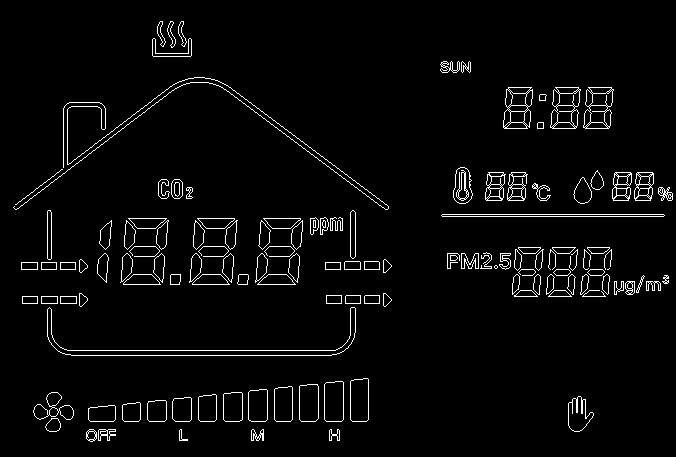 SUN
8:88
CO₂
88 °C 88 %
18.8.8 ppm
PM2.5 888 µg/m³
OFF L M H